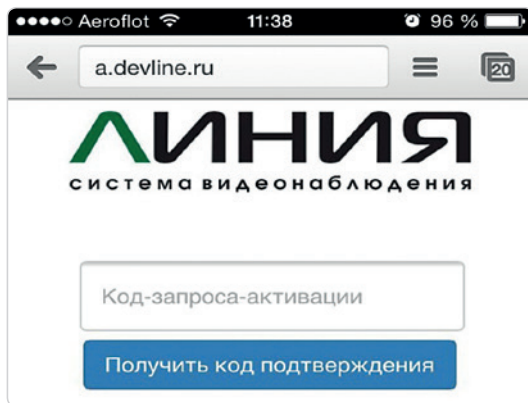 Aeroflot 11:38 96 %
a.devline.ru 20
ЛИНИЯ
система видеонаблюдения
Код-запроса-активации
Получить код подтверждения